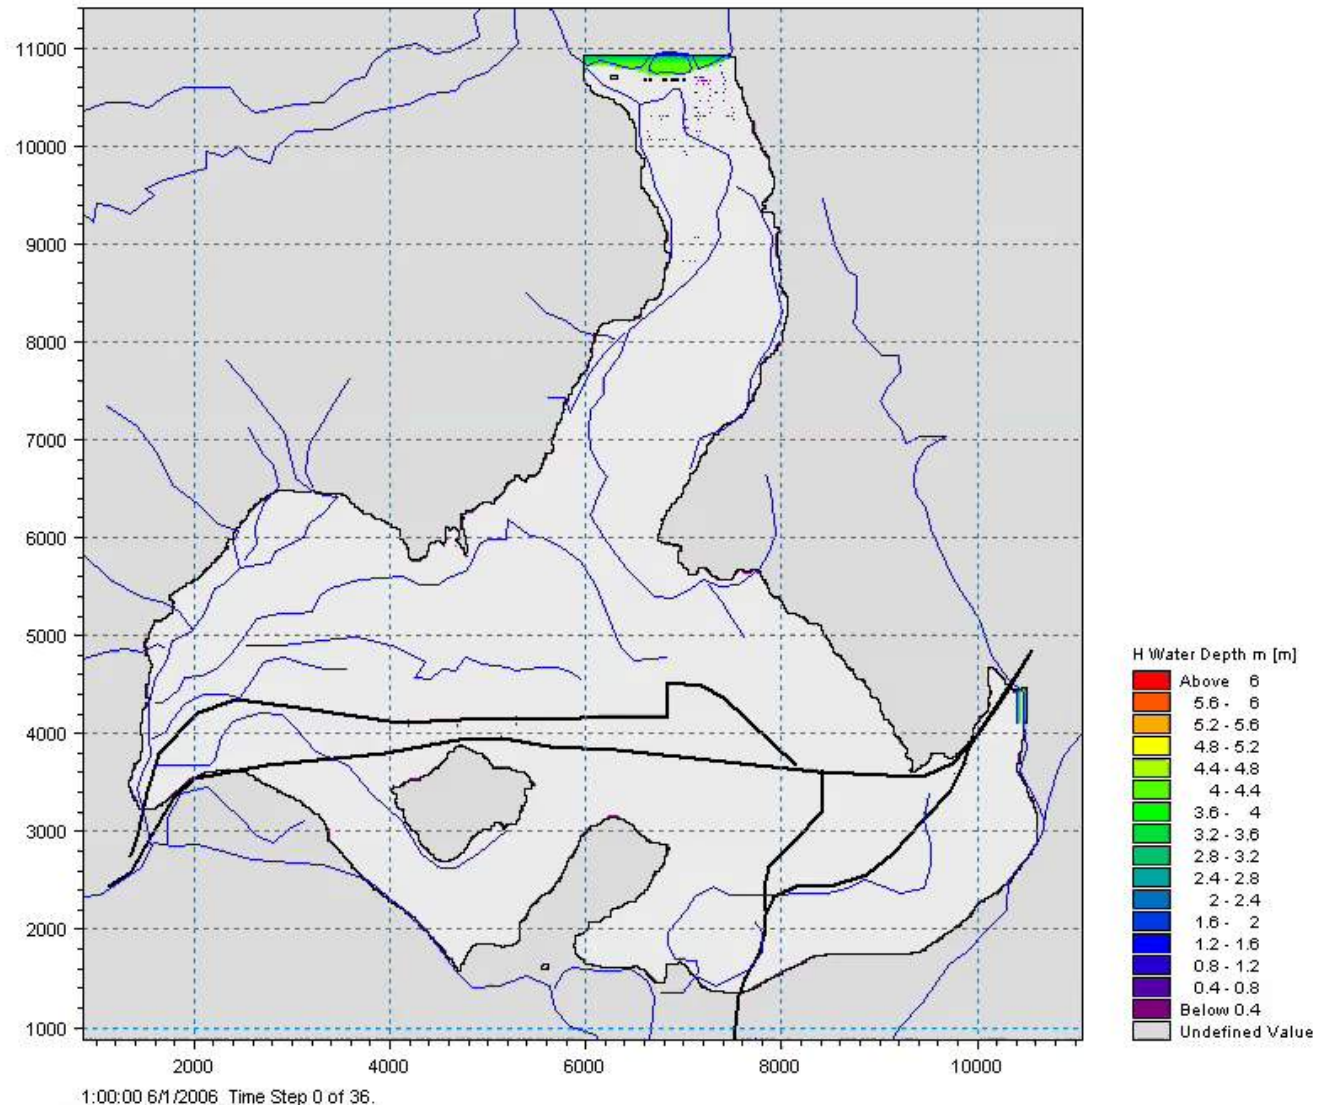 11000
10000
9000
8000
7000
6000
5000
4000
3000
2000
1000
2000 4000 6000 8000 10000
1:00:00 6/1/2006 Time Step 0 of 36.
H Water Depth m [m]
Above 6
5.6 - 6
5.2 - 5.6
4.8 - 5.2
4.4 - 4.8
4 - 4.4
3.6 - 4
3.2 - 3.6
2.8 - 3.2
2.4 - 2.8
2 - 2.4
1.6 - 2
1.2 - 1.6
0.8 - 1.2
0.4 - 0.8
Below 0.4
Undefined Value